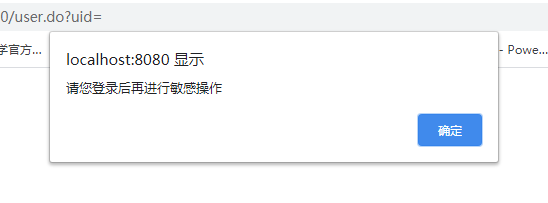 0/user.do?uid=
学官方...
- Powe...
localhost:8080 显示
请您登录后再进行敏感操作
确定